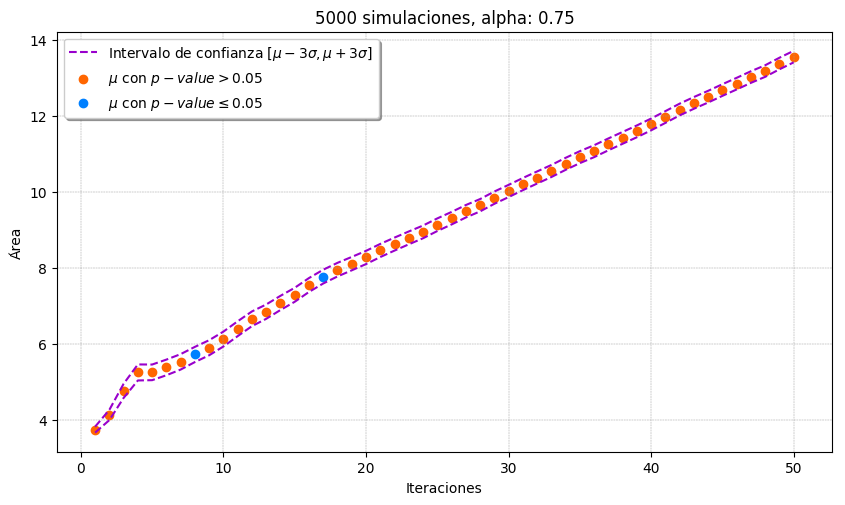 5000 simulaciones, alpha: 0.75
Intervalo de confianza [μ − 3σ, μ + 3σ]
μ con p − value > 0.05
μ con p − value ≤ 0.05
14
12
10
8
6
4
Área
0 10 20 30 40 50
Iteraciones